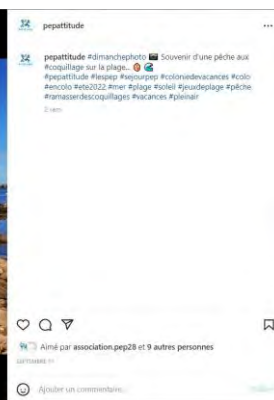 pepattitude
pepattitude #dimanchephoto 📷 Souvenir d'une pêche aux
#coquillage sur la plage...
#pepattitude #lespep #sejourpep #coloniedevacances #colo
#encolo #ete2022 #mer #plage #soleil #jeuxdeplage #pêche
#ramasserdescoquillages #vacances #pleinair
Aimé par association.pep28 et 9 autres personnes
Ajouter un commentaire...